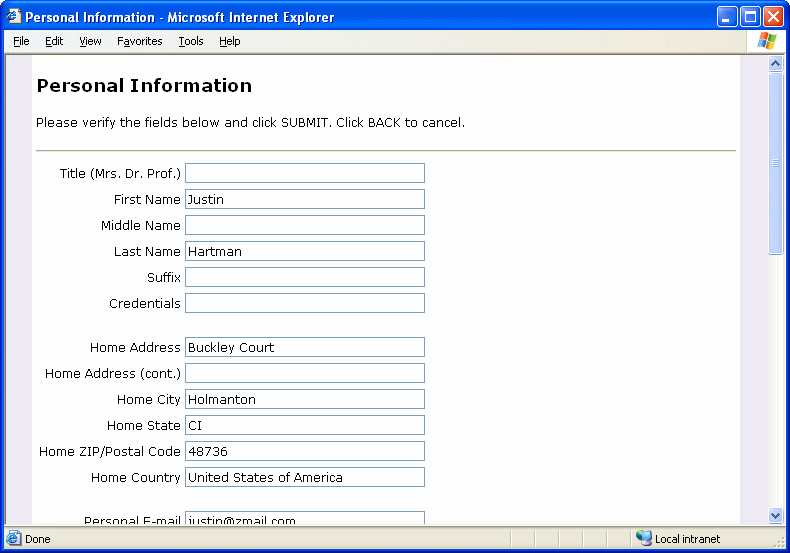 Personal Information - Microsoft Internet Explorer
File Edit View Favorites Tools Help
Personal Information
Please verify the fields below and click SUBMIT. Click BACK to cancel.
Title (Mrs. Dr. Prof.)
First Name Justin
Middle Name
Last Name Hartman
Suffix
Credentials
Home Address Buckley Court
Home Address (cont.)
Home City Holmanton
Home State CI
Home ZIP/Postal Code 48736
Home Country United States of America
Personal E-mail justin@zmail.com
Done Local intranet